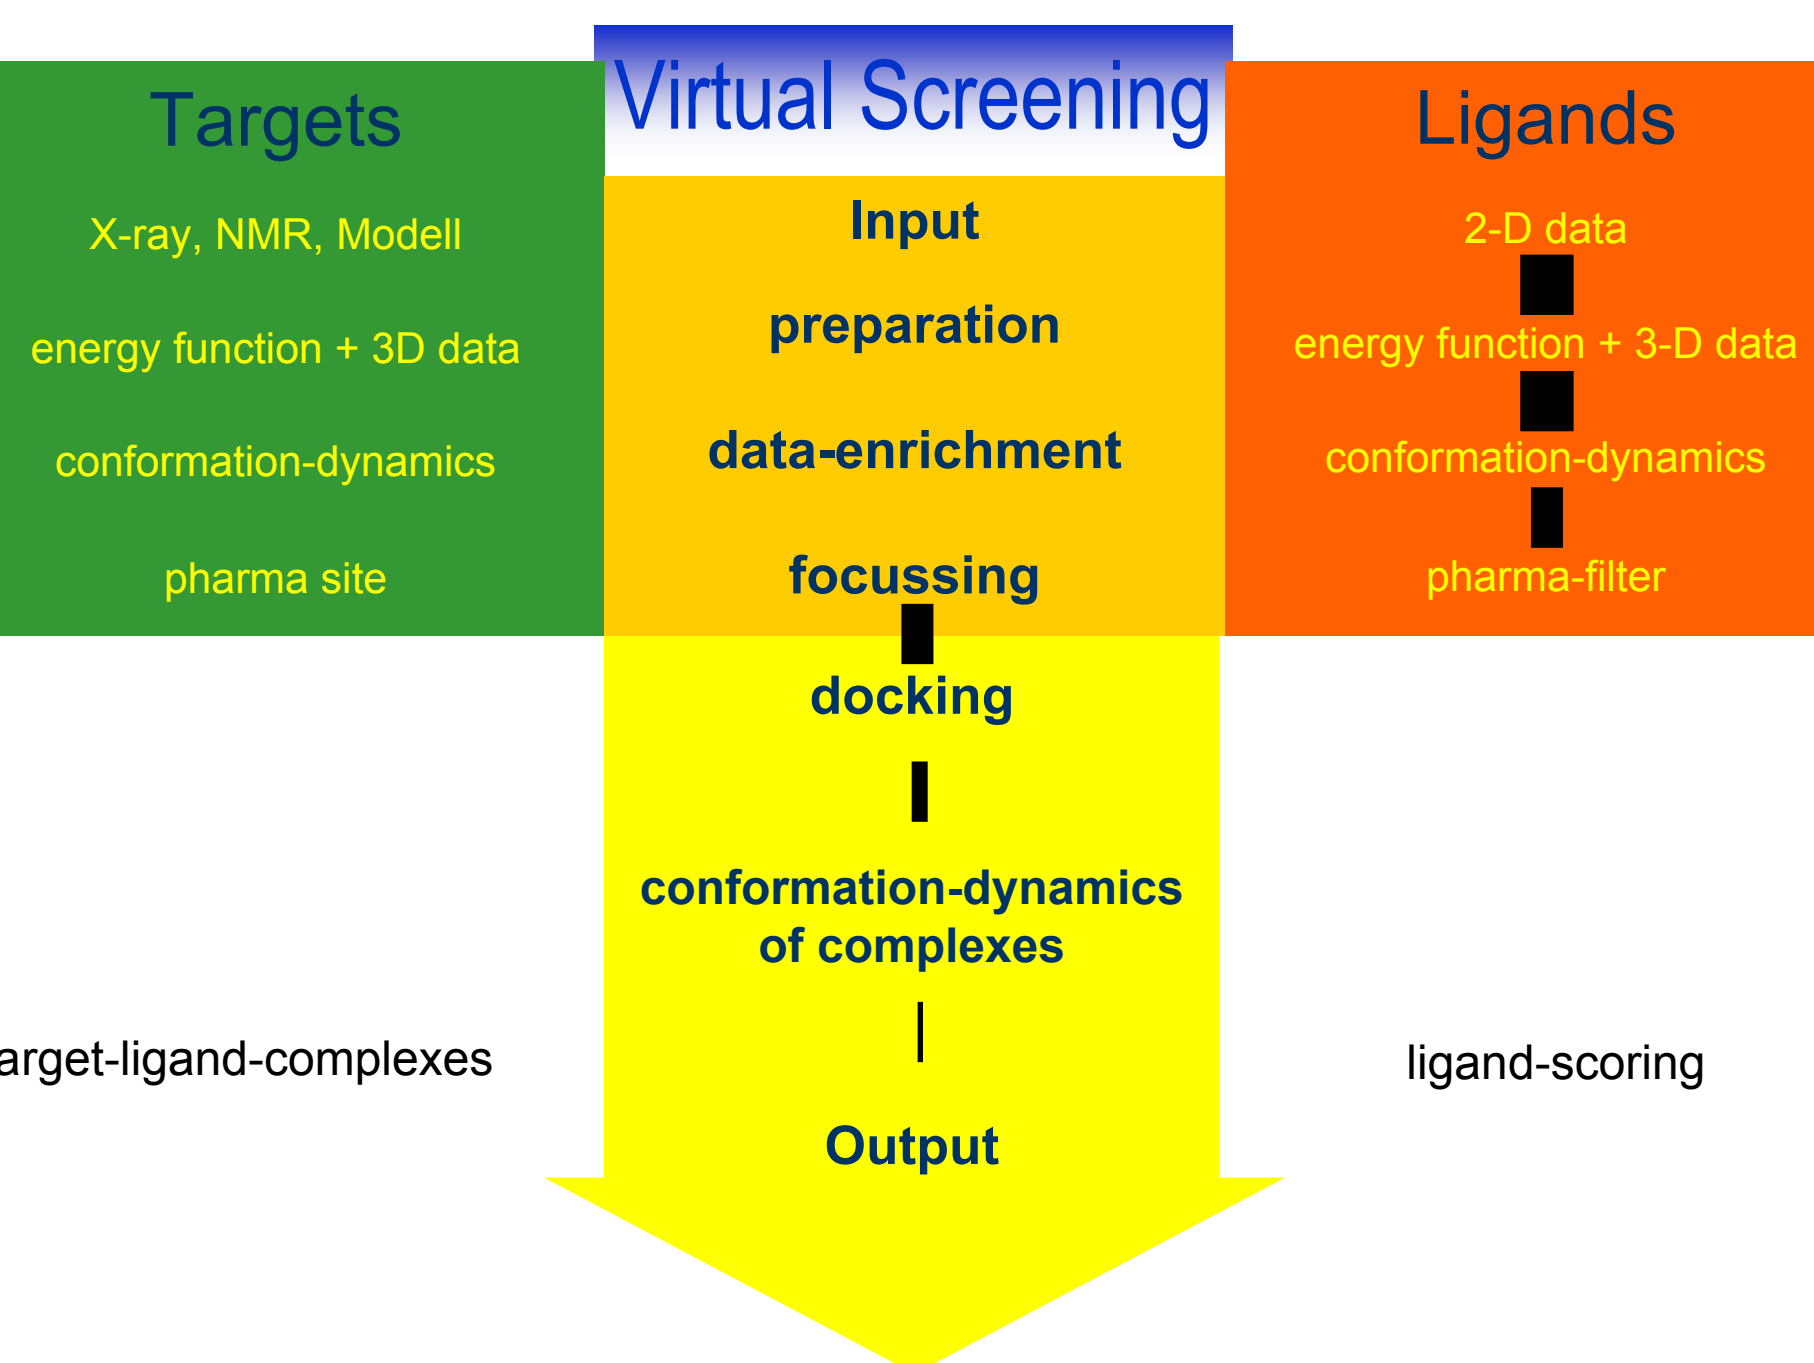 Virtual Screening
Targets
X-ray, NMR, Modell
energy function + 3D data
conformation-dynamics
pharma site
Input
preparation
data-enrichment
focussing
docking
conformation-dynamics
of complexes
Output
Ligands
2-D data
energy function + 3-D data
conformation-dynamics
pharma-filter
arget-ligand-complexes
ligand-scoring